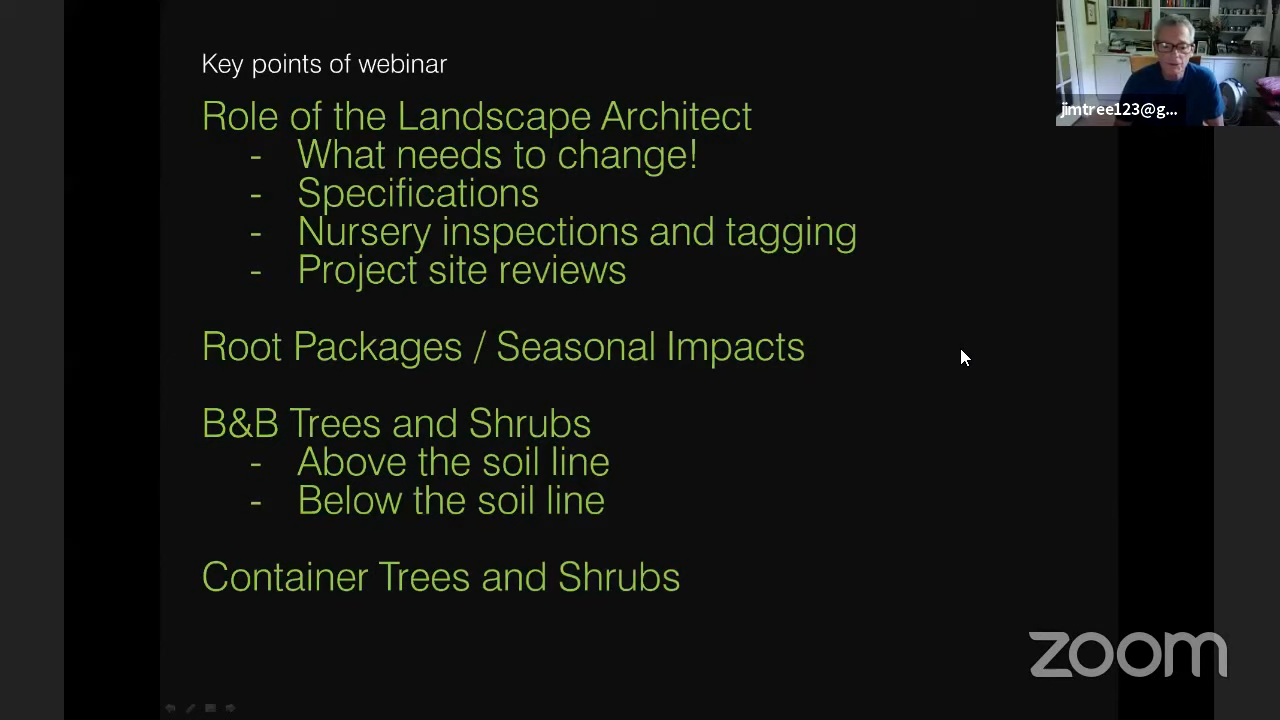 Key points of webinar
Role of the Landscape Architect
- What needs to change!
- Specifications
- Nursery inspections and tagging
- Project site reviews
Root Packages / Seasonal Impacts
B&B Trees and Shrubs
- Above the soil line
- Below the soil line
Container Trees and Shrubs
jimtree123@g...
zoom